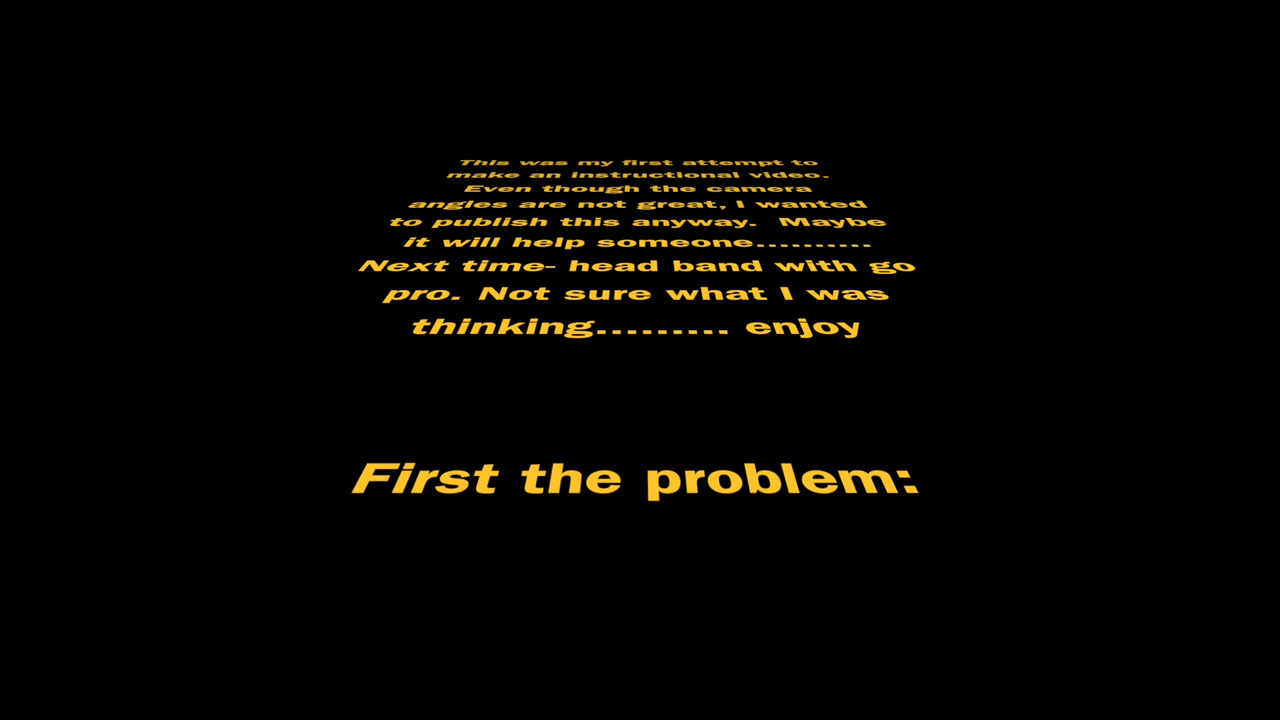 This was my first attempt to
make an instructional video.
Even though the camera
angles are not great, I wanted
to publish this anyway.  Maybe
it will help someone..........
Next time- head band with go
pro. Not sure what I was
thinking......... enjoy
First the problem: